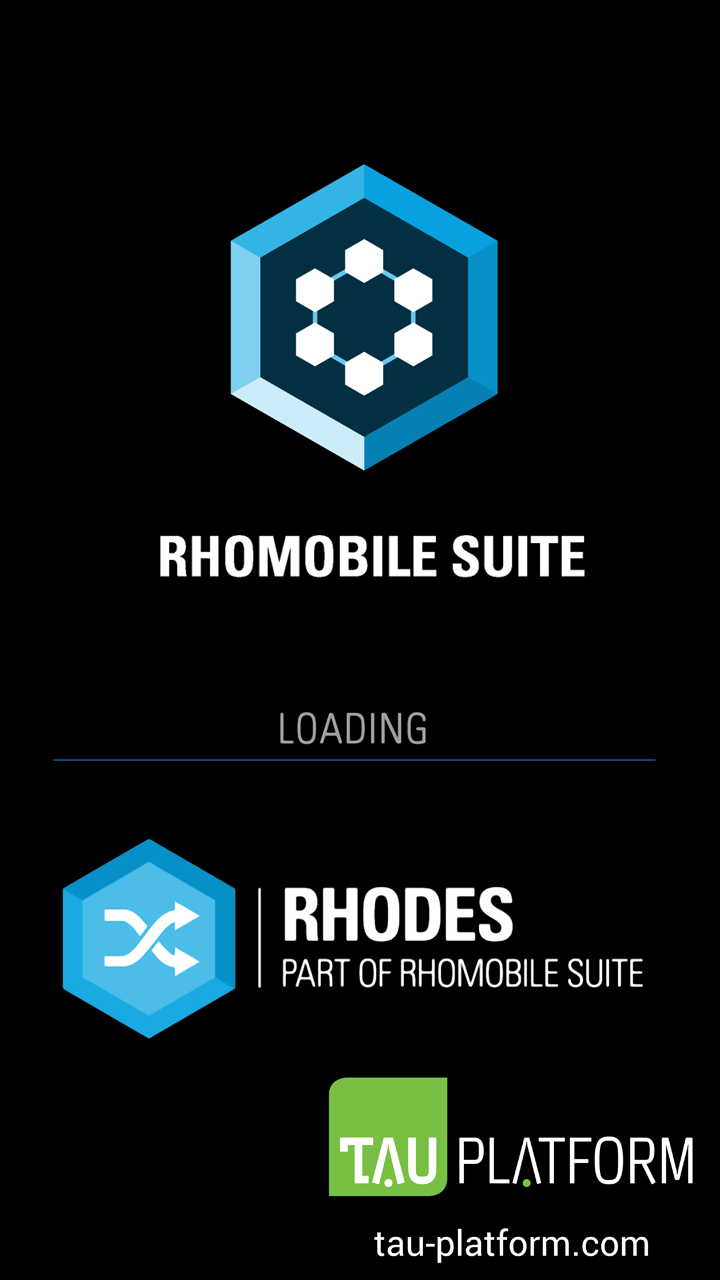 RHOMOBILE SUITE
LOADING
RHODES
PART OF RHOMOBILE SUITE
TAU PLATFORM
tau-platform.com